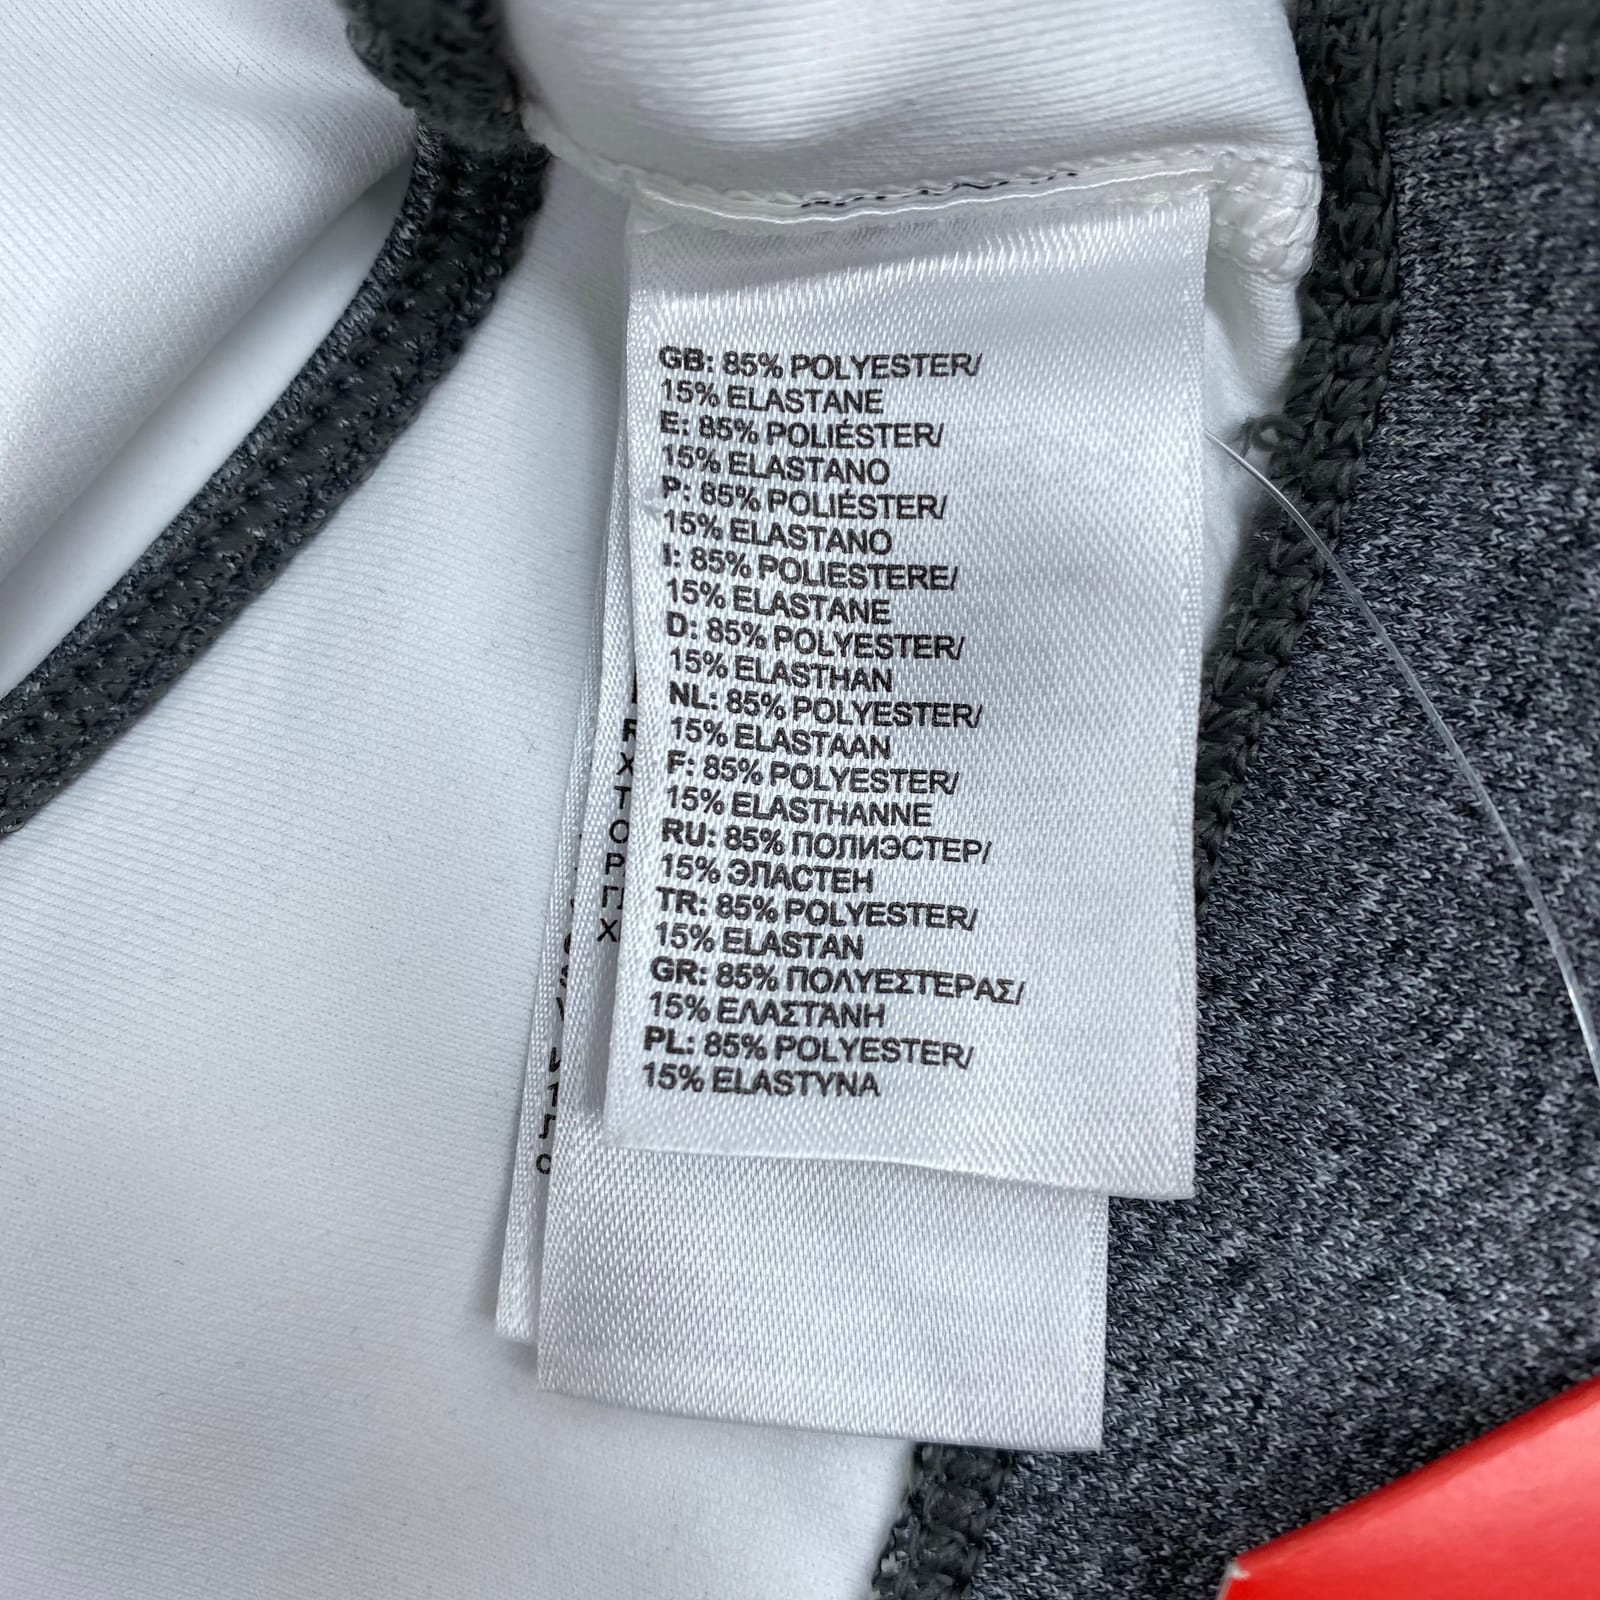 GB: 85% POLYESTER/
15% ELASTANE
E: 85% POLIÉSTER/
15% ELASTANO
P: 85% POLIÉSTER/
15% ELASTANO
I: 85% POLIESTERE/
15% ELASTANE
D: 85% POLYESTER/
15% ELASTHAN
NL: 85% POLYESTER/
15% ELASTAAN
F: 85% POLYESTER/
15% ELASTHANNE
RU: 85% ПОЛИЭСТЕР/
15% ЭЛАСТЕН
TR: 85% POLYESTER/
15% ELASTAN
GR: 85% ΠΟΛΥΕΣΤΕΡΑΣ/
15% ΕΛΑΣΤΆΝΗ
PL: 85% POLYESTER/
15% ELASTYNA